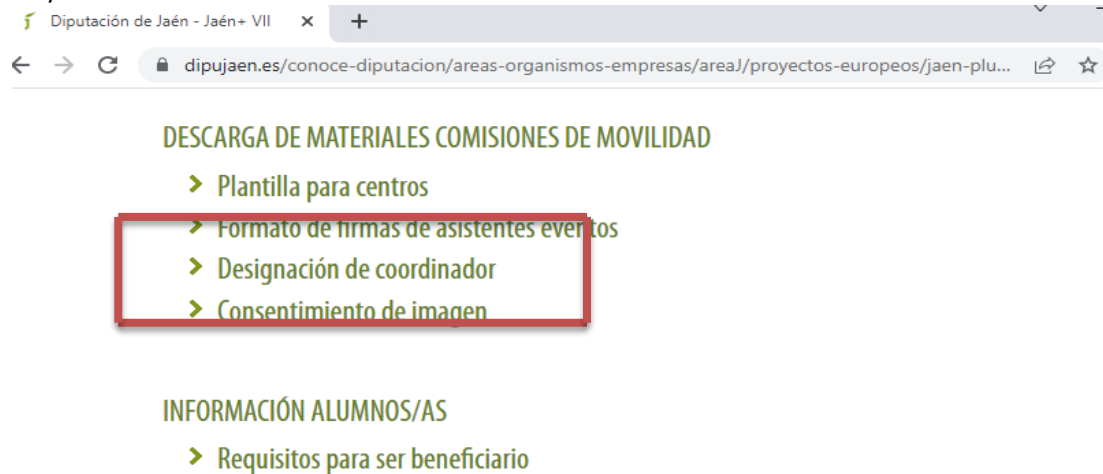 Diputación de Jaén - Jaén+ VII
dipujaen.es/conoce-diputacion/areas-organismos-empresas/areaJ/proyectos-europeos/jaen-plu...
DESCARGA DE MATERIALES COMISIONES DE MOVILIDAD
Plantilla para centros
Formato de firmas de asistentes eventos
Designación de coordinador
Consentimiento de imagen
INFORMACIÓN ALUMNOS/AS
Requisitos para ser beneficiario